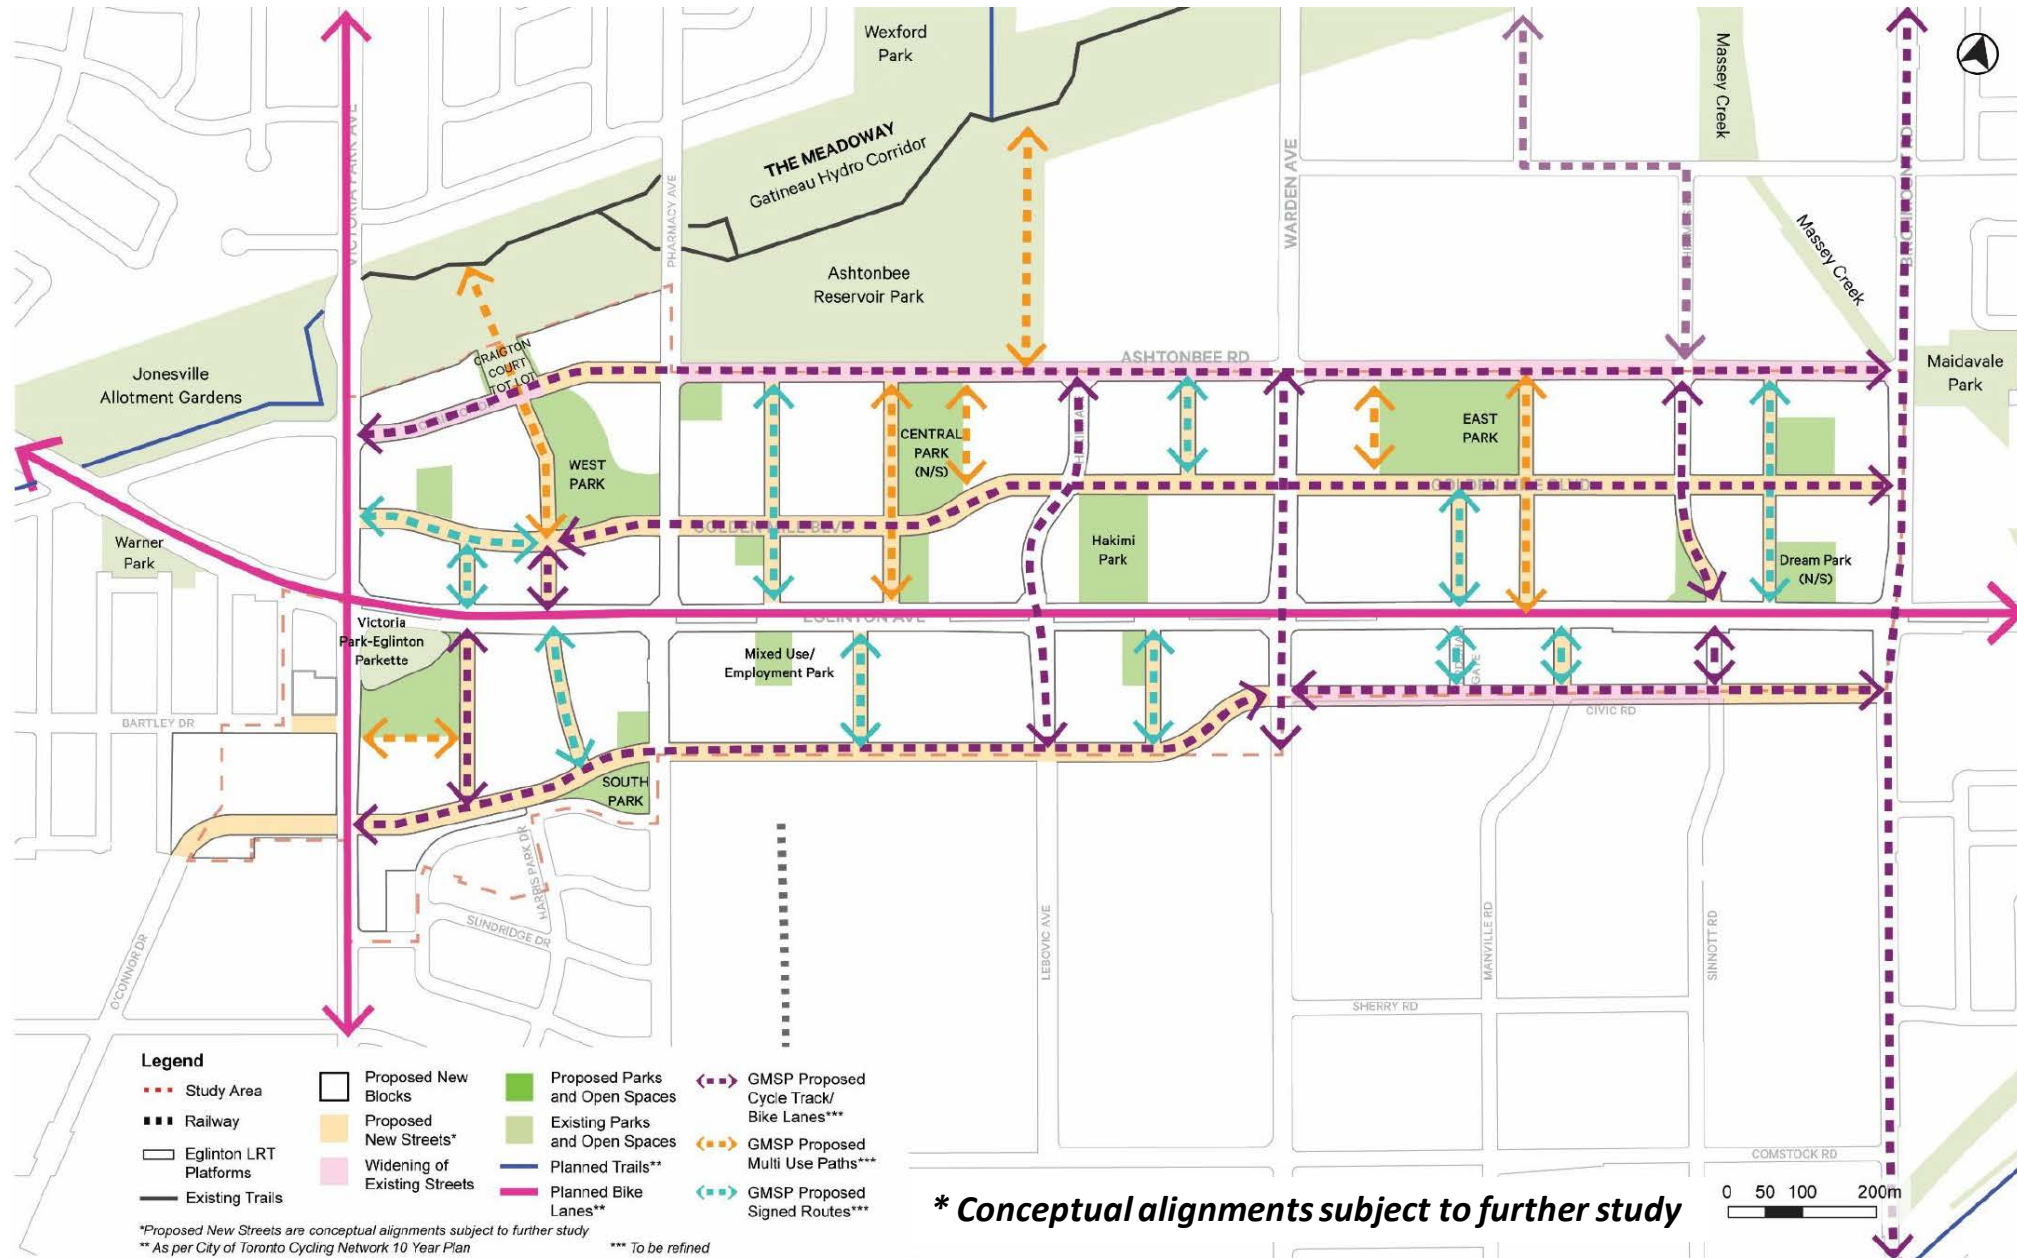 Wexford
Park
Massey Creek
VICTORIA PARK AVE
THE MEADOWAY
Gatineau Hydro Corridor
PHARMACY AVE
WARDEN AVE
BIRCHMOUNT RD
Massey Creek
Ashtonbee
Reservoir Park
Jonesville
Allotment Gardens
CRAIGTON
COURT
TOT LOT
ASHTONBEE RD
Maidavale
Park
WEST
PARK
CENTRAL
PARK
(N/S)
EAST
PARK
GOLDEN MILE BLVD
GOLDEN MILE BLVD
Warner
Park
Hakimi
Park
Dream Park
(N/S)
EGLINTON AVE
Victoria
Park-Eglinton
Parkette
Mixed Use/
Employment Park
BARTLEY DR
CIVIC RD
SOUTH
PARK
HARRIS PARK DR
SUNDRIDGE DR
O'CONNOR DR
LEBOVIC AVE
MANVILLE RD
SINNOTT RD
SHERRY RD
COMSTOCK RD
Legend
Study Area
Railway
Eglinton LRT
Platforms
Existing Trails
Proposed New
Blocks
Proposed
New Streets*
Widening of
Existing Streets
Proposed Parks
and Open Spaces
Existing Parks
and Open Spaces
Planned Trails**
Planned Bike
Lanes**
GMSP Proposed
Cycle Track/
Bike Lanes***
GMSP Proposed
Multi Use Paths***
GMSP Proposed
Signed Routes***
*Proposed New Streets are conceptual alignments subject to further study
** As per City of Toronto Cycling Network 10 Year Plan
*** To be refined
* Conceptual alignments subject to further study
0 50 100 200m